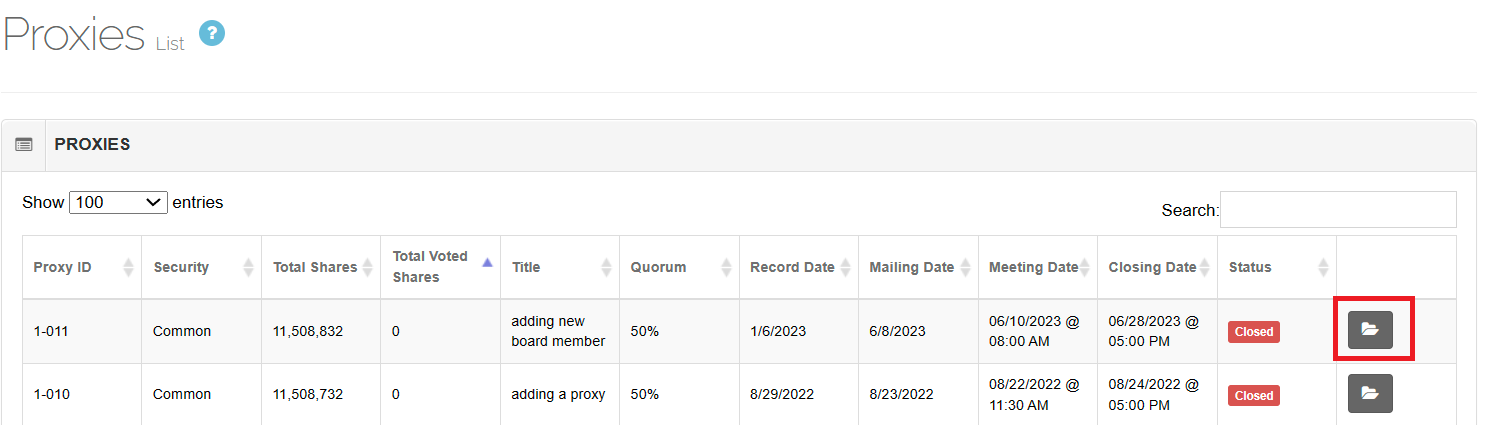 Proxies List ?
PROXIES
Show 100 entries
Search:
Proxy ID Security Total Shares Total Voted Shares Title Quorum Record Date Mailing Date Meeting Date Closing Date Status
1-011 Common 11,508,832 0 adding new board member 50% 1/6/2023 6/8/2023 06/10/2023 @ 08:00 AM 06/28/2023 @ 05:00 PM Closed
1-010 Common 11,508,732 0 adding a proxy 50% 8/29/2022 8/23/2022 08/22/2022 @ 11:30 AM 08/24/2022 @ 05:00 PM Closed